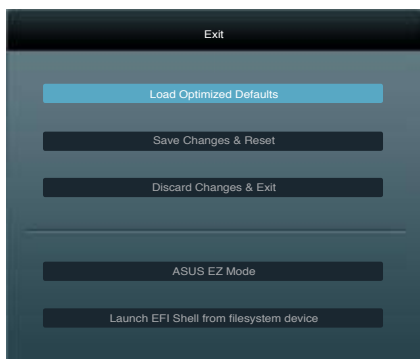 Exit
Load Optimized Defaults
Save Changes & Reset
Discard Changes & Exit
ASUS EZ Mode
Launch EFI Shell from filesystem device